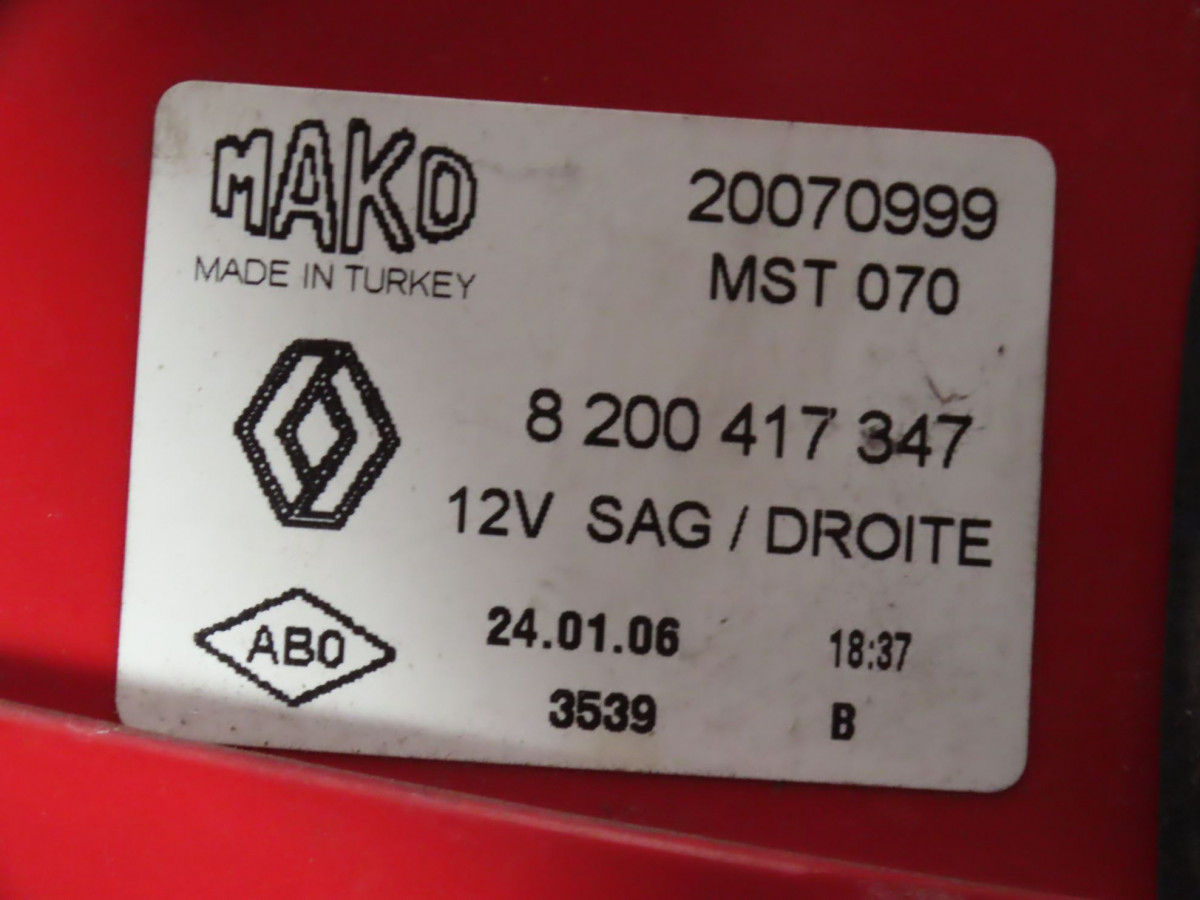 MAKO
MADE IN TURKEY
20070999
MST 070
8 200 417 347
12V SAG / DROITE
ABO
24.01.06 18:37
3539 B